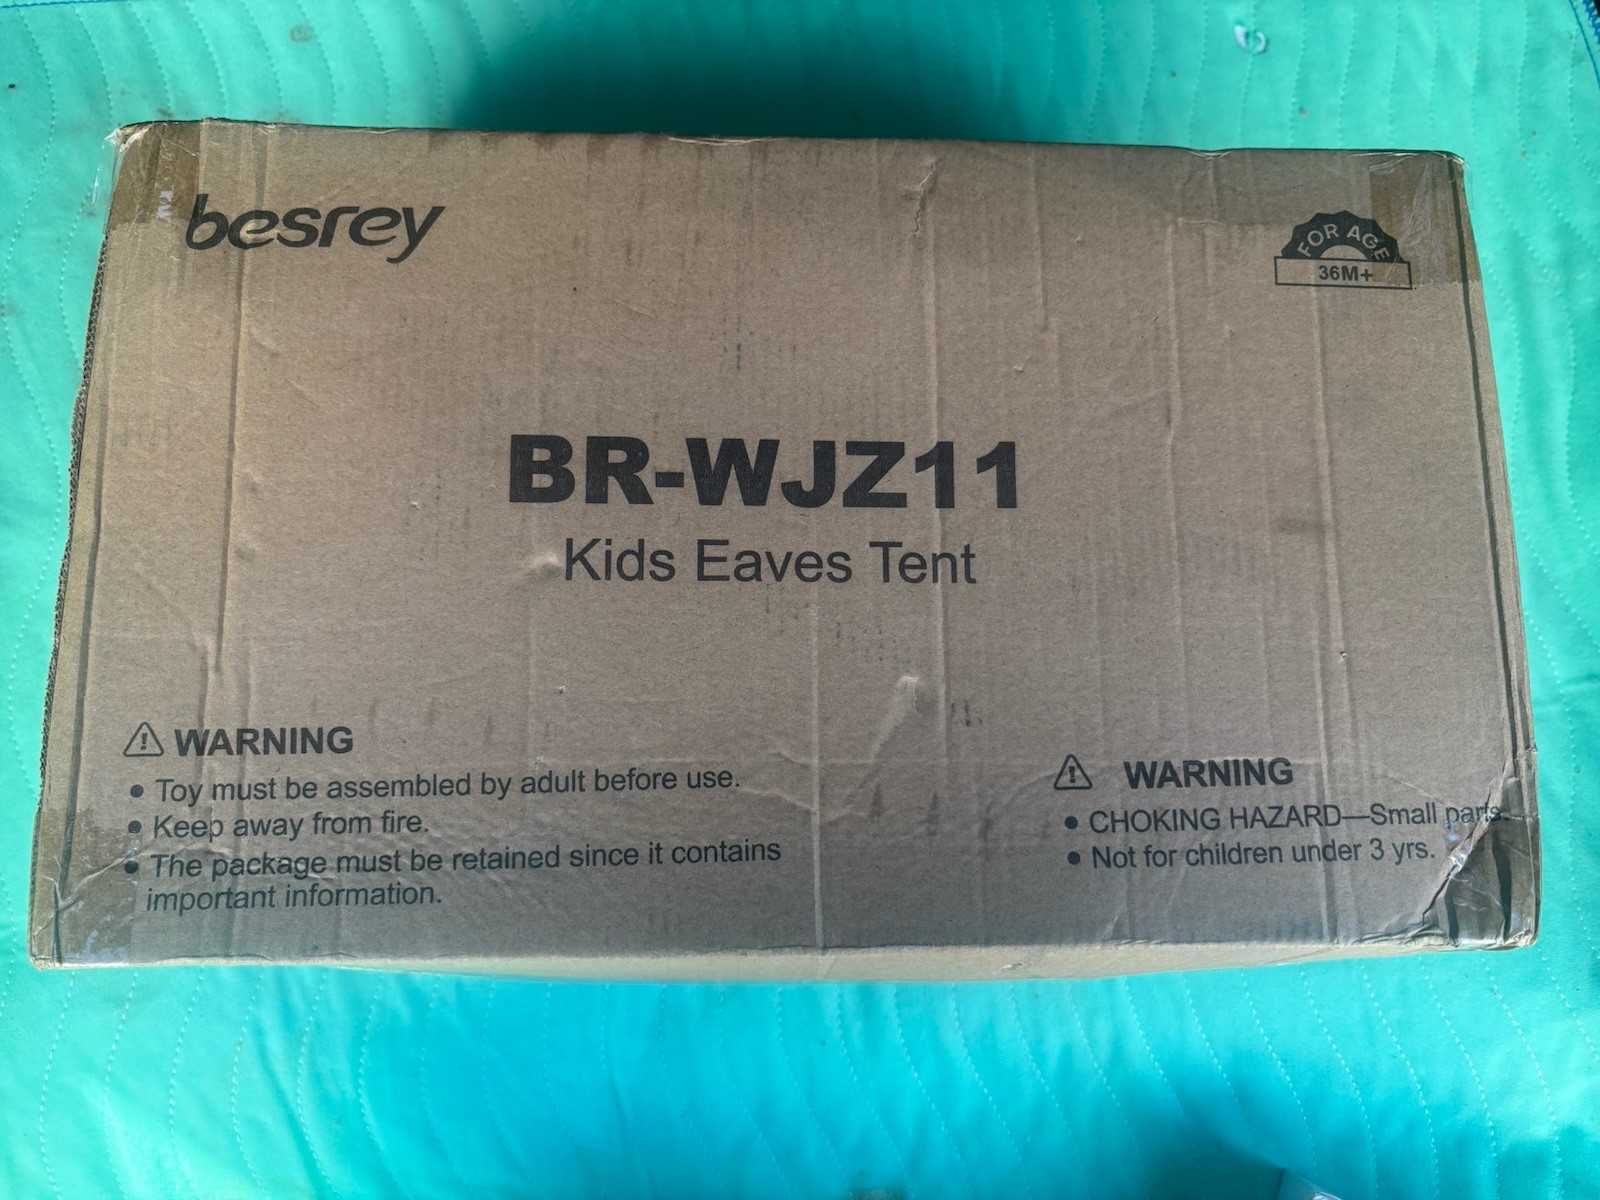 besrey
FOR AGE
36M+
BR-WJZ11
Kids Eaves Tent
WARNING
• Toy must be assembled by adult before use.
• Keep away from fire.
• The package must be retained since it contains
important information.
WARNING
• CHOKING HAZARD—Small parts
• Not for children under 3 yrs.